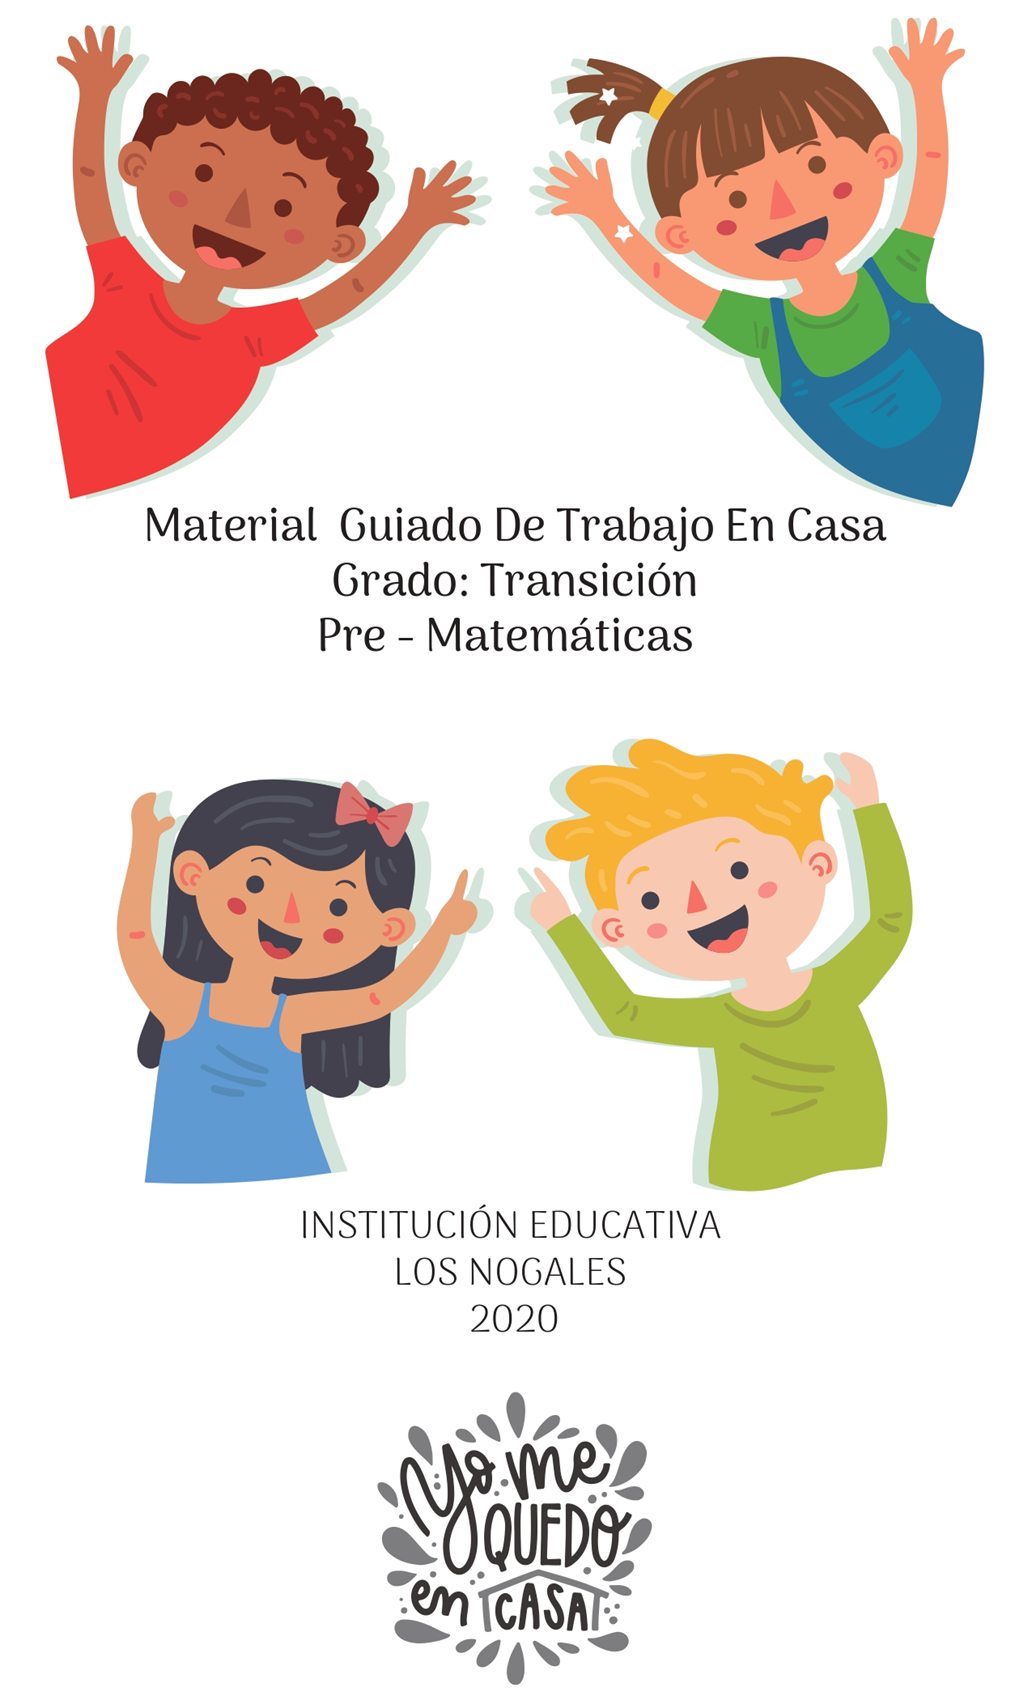 Material Guiado De Trabajo En Casa
Grado: Transición
Pre - Matemáticas
INSTITUCIÓN EDUCATIVA
LOS NOGALES
2020
Yo me
QUEDO
en CASA